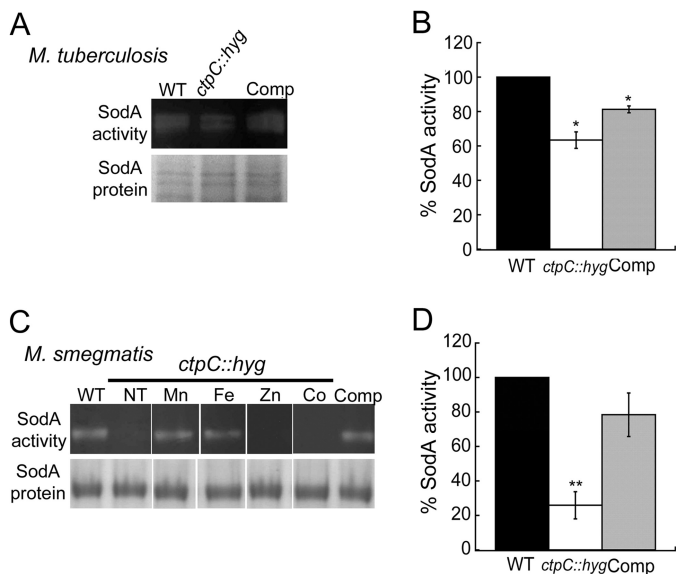 A
M. tuberculosis
WT ctpC::hyg Comp
SodA
activity
SodA
protein
B
120
100
80
60
40
20
0
% SodA activity
*
*
WT ctpC::hyg Comp
C
M. smegmatis
ctpC::hyg
WT NT Mn Fe Zn Co Comp
SodA
activity
SodA
protein
D
120
100
80
60
40
20
0
% SodA activity
**
WT ctpC::hyg Comp